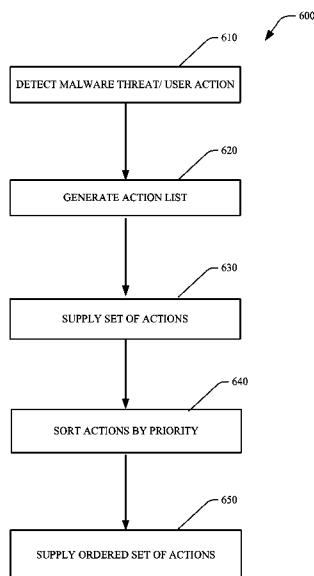 600
610
DETECT MALWARE THREAT/ USER ACTION
620
GENERATE ACTION LIST
630
SUPPLY SET OF ACTIONS
640
SORT ACTIONS BY PRIORITY
650
SUPPLY ORDERED SET OF ACTIONS